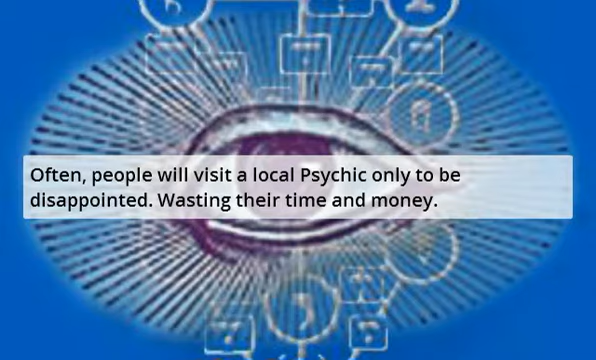 Often, people will visit a local Psychic only to be
disappointed. Wasting their time and money.